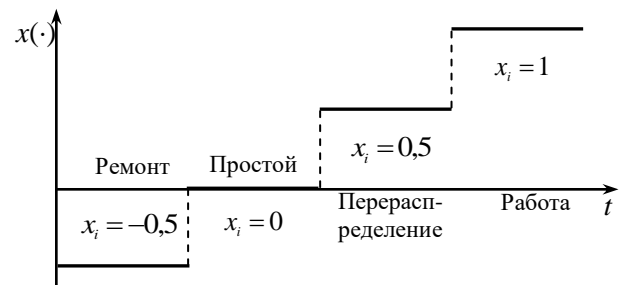 x(·)
x_i = 1
Ремонт Простой x_i = 0,5
x_i = –0,5 x_i = 0 Перерасп-
ределение Работа t